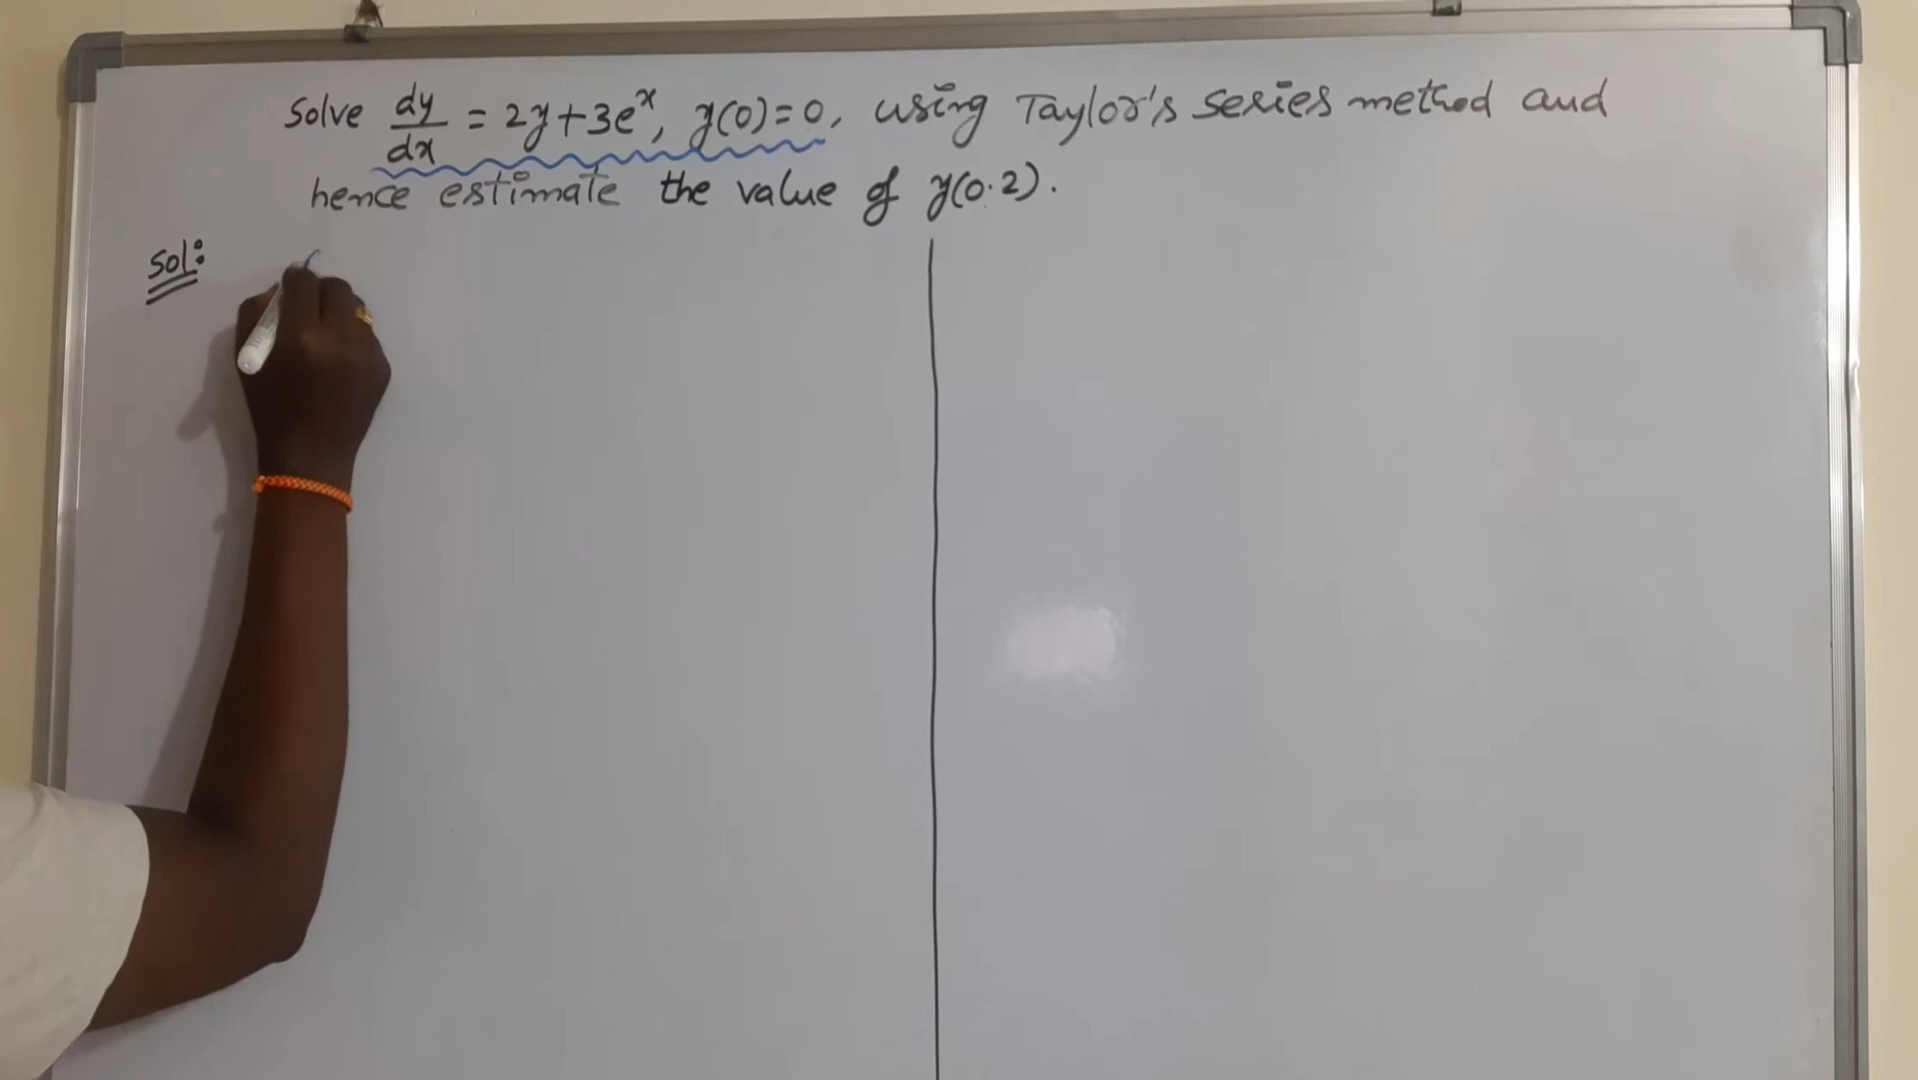 Solve dy/dx = 2y+3e^x, y(0)=0, using Taylor's series method and
hence estimate the value of y(0.2).
Sol: